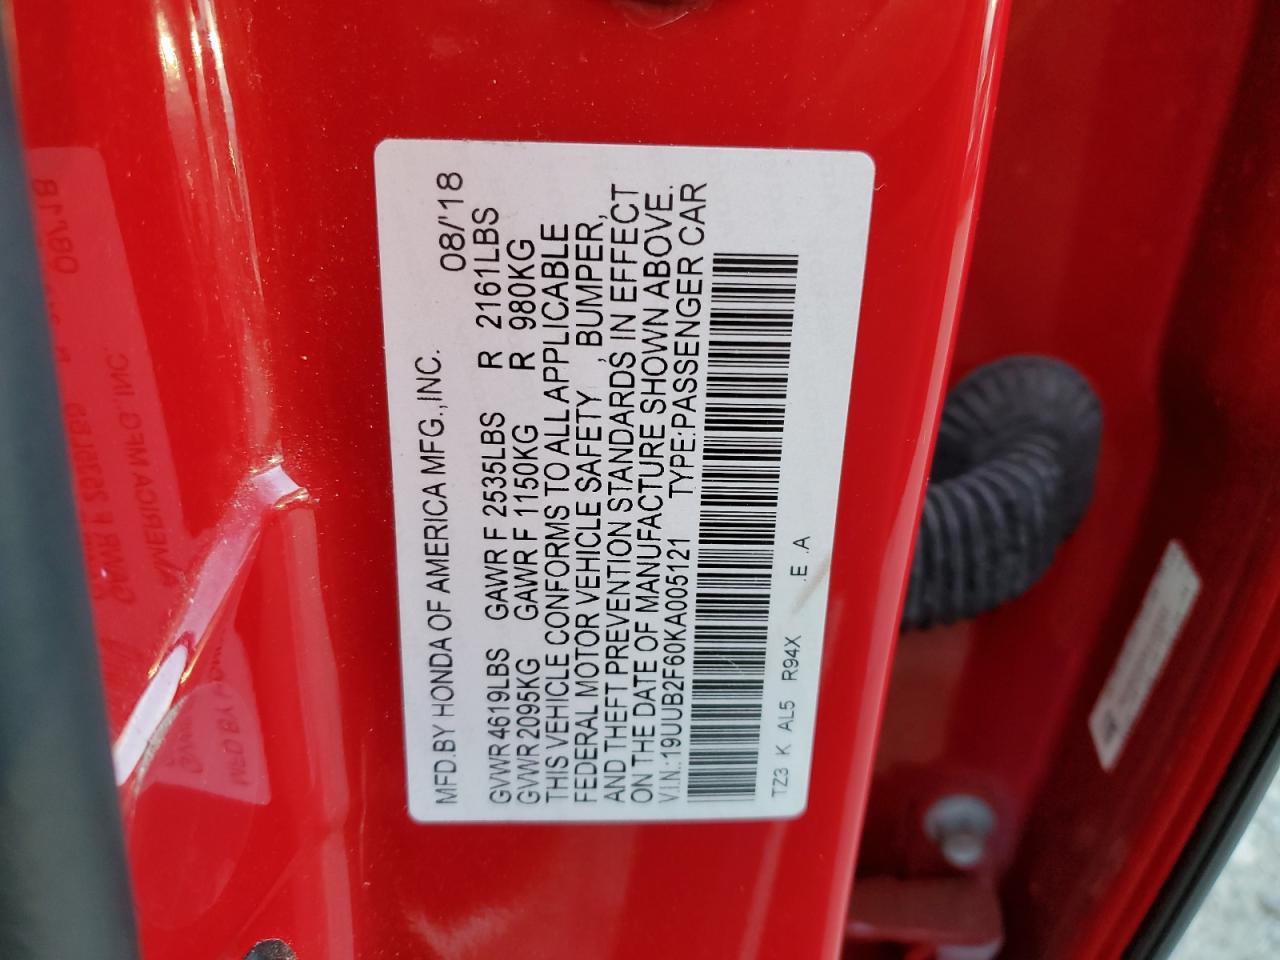 MFD.BY HONDA OF AMERICA MFG.,INC. 08/'18
GVWR 4619LBS GAWR F 2535LBS R 2161LBS
GVWR 2095KG GAWR F 1150KG R 980KG
THIS VEHICLE CONFORMS TO ALL APPLICABLE
FEDERAL MOTOR VEHICLE SAFETY , BUMPER,
AND THEFT PREVENTION STANDARDS IN EFFECT
ON THE DATE OF MANUFACTURE SHOWN ABOVE.
V.I.N.:19UUB2F60KA005121 TYPE:PASSENGER CAR
TZ3 K AL5 R94X .E .A